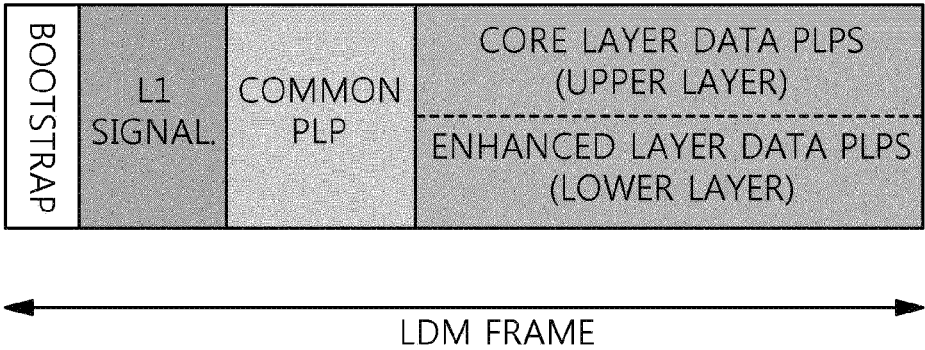 BOOTSTRAP
L1
SIGNAL.
COMMON
PLP
CORE LAYER DATA PLPS
(UPPER LAYER)
ENHANCED LAYER DATA PLPS
(LOWER LAYER)
LDM FRAME